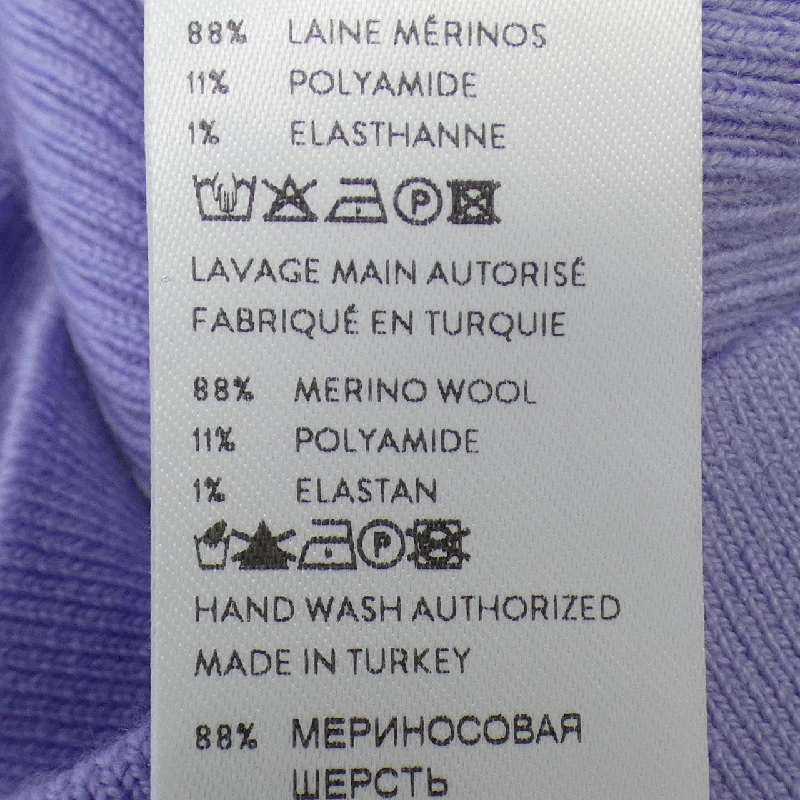 88% LAINE MÉRINOS
11% POLYAMIDE
1% ELASTHANNE
P
LAVAGE MAIN AUTORISÉ
FABRIQUÉ EN TURQUIE
88% MERINO WOOL
11% POLYAMIDE
1% ELASTAN
P
HAND WASH AUTHORIZED
MADE IN TURKEY
88% МЕРИНОСОВАЯ
ШЕРСТЬ